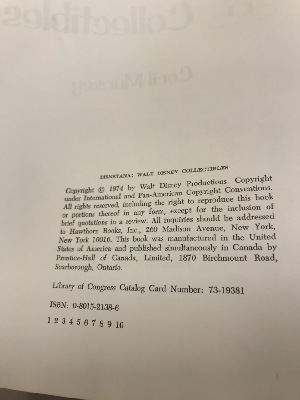 DISNEYANA: WALT DISNEY COLLECTIBLES
Copyright © 1974 by Walt Disney Productions Copyright
under International and Pan-American Copyright Conventions.
All rights reserved, including the right to reproduce this book
or portions thereof in any form, except for the inclusion of
brief quotations in a review. All inquiries should be addressed
to Hawthorn Books, Inc., 260 Madison Avenue, New York,
New York 10016. This book was manufactured in the United
States of America and published simultaneously in Canada by
Prentice-Hall of Canada, Limited, 1870 Birchmount Road,
Scarborough, Ontario.
Library of Congress Catalog Card Number: 73-19381
ISBN: 0-8015-2138-6
1 2 3 4 5 6 7 8 9 10